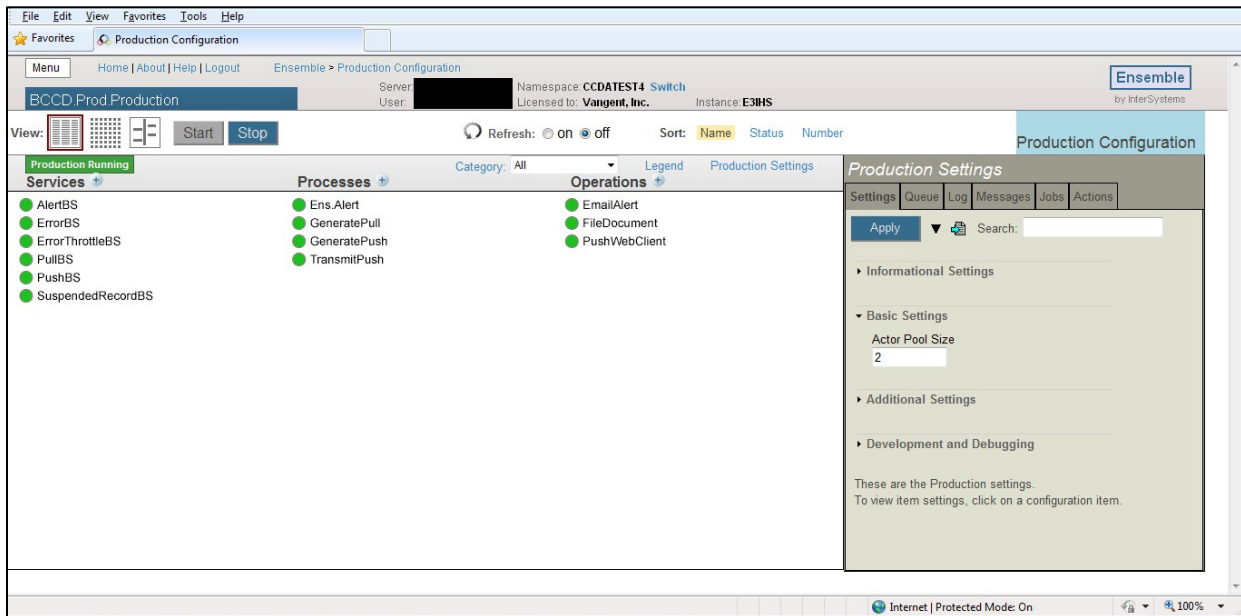 File Edit View Favorites Tools Help
Favorites Production Configuration
Menu Home | About | Help | Logout Ensemble > Production Configuration
Server: Namespace: CCDATEST4 Switch
Ensemble
BCCD.Prod.Production User: Licensed to: Vangent, Inc. Instance: E3IHS
by InterSystems
View: Start Stop Refresh: on off Sort: Name Status Number
Production Configuration
Production Running Category: All Legend Production Settings
Services Processes Operations
AlertBS Ens.Alert EmailAlert
ErrorBS GeneratePull FileDocument
ErrorThrottleBS GeneratePush PushWebClient
PullBS TransmitPush
PushBS
SuspendedRecordBS
Production Settings
Settings Queue Log Messages Jobs Actions
Apply Search:
Informational Settings
Basic Settings
Actor Pool Size
2
Additional Settings
Development and Debugging
These are the Production settings.
To view item settings, click on a configuration item.
Internet | Protected Mode: On 100%